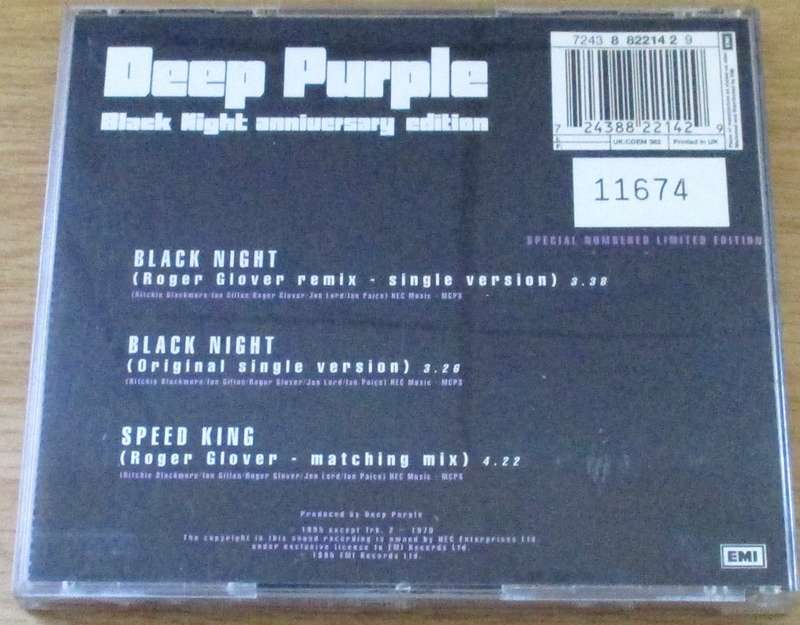 Deep Purple
Black Night anniversary edition
7243 8 82214 2 9
7 24388 22142 9
UK:CDEM 382
Printed in UK
EMI
11674
SPECIAL NUMBERED LIMITED EDITION
BLACK NIGHT
(Roger Glover remix - single version) 3.38
(Ritchie Blackmore/Ian Gillan/Roger Glover/Jon Lord/Ian Paice) HEC Music - MCPS
BLACK NIGHT
(Original single version) 3.26
(Ritchie Blackmore/Ian Gillan/Roger Glover/Jon Lord/Ian Paice) HEC Music - MCPS
SPEED KING
(Roger Glover - matching mix) 4.22
(Ritchie Blackmore/Ian Gillan/Roger Glover/Jon Lord/Ian Paice) HEC Music - MCPS
Produced by Deep Purple
1995 except Trk. 2 - 1970
The copyright in this sound recording is owned by HEC Enterprises Ltd.
under exclusive license to EMI Records Ltd.
1995 EMI Records Ltd.
EMI